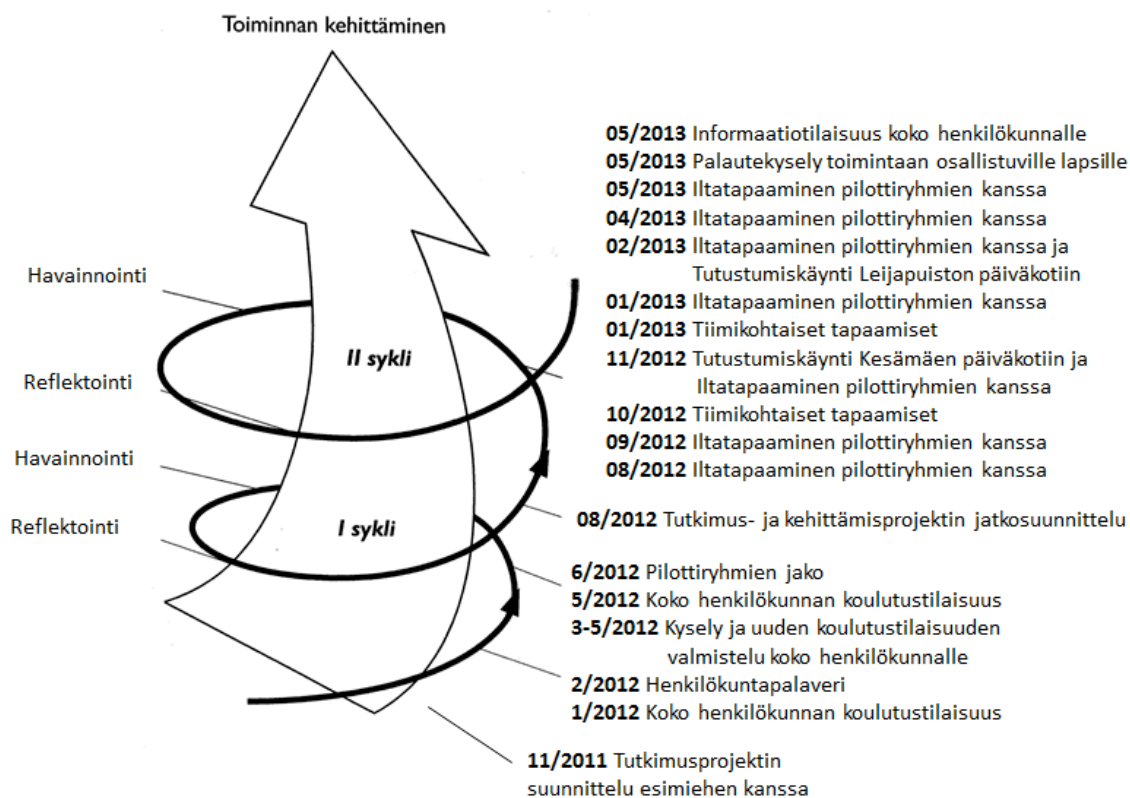 Toiminnan kehittäminen
05/2013 Informaatiotilaisuus koko henkilökunnalle
05/2013 Palautekysely toimintaan osallistuville lapsille
05/2013 Iltatapaaminen pilottiryhmien kanssa
04/2013 Iltatapaaminen pilottiryhmien kanssa
02/2013 Iltatapaaminen pilottiryhmien kanssa ja
Tutustumiskäynti Leijapuiston päiväkotiin
01/2013 Iltatapaaminen pilottiryhmien kanssa
01/2013 Tiimikohtaiset tapaamiset
11/2012 Tutustumiskäynti Kesämäen päiväkotiin ja
Iltatapaaminen pilottiryhmien kanssa
10/2012 Tiimikohtaiset tapaamiset
09/2012 Iltatapaaminen pilottiryhmien kanssa
08/2012 Iltatapaaminen pilottiryhmien kanssa
08/2012 Tutkimus- ja kehittämisprojektin jatkosuunnittelu
6/2012 Pilottiryhmien jako
5/2012 Koko henkilökunnan koulutustilaisuus
3-5/2012 Kysely ja uuden koulutustilaisuuden
valmistelu koko henkilökunnalle
2/2012 Henkilökuntapalaveri
1/2012 Koko henkilökunnan koulutustilaisuus
11/2011 Tutkimusprojektin
suunnittelu esimiehen kanssa
Havainnointi
II sykli
Reflektointi
Havainnointi
Reflektointi
I sykli